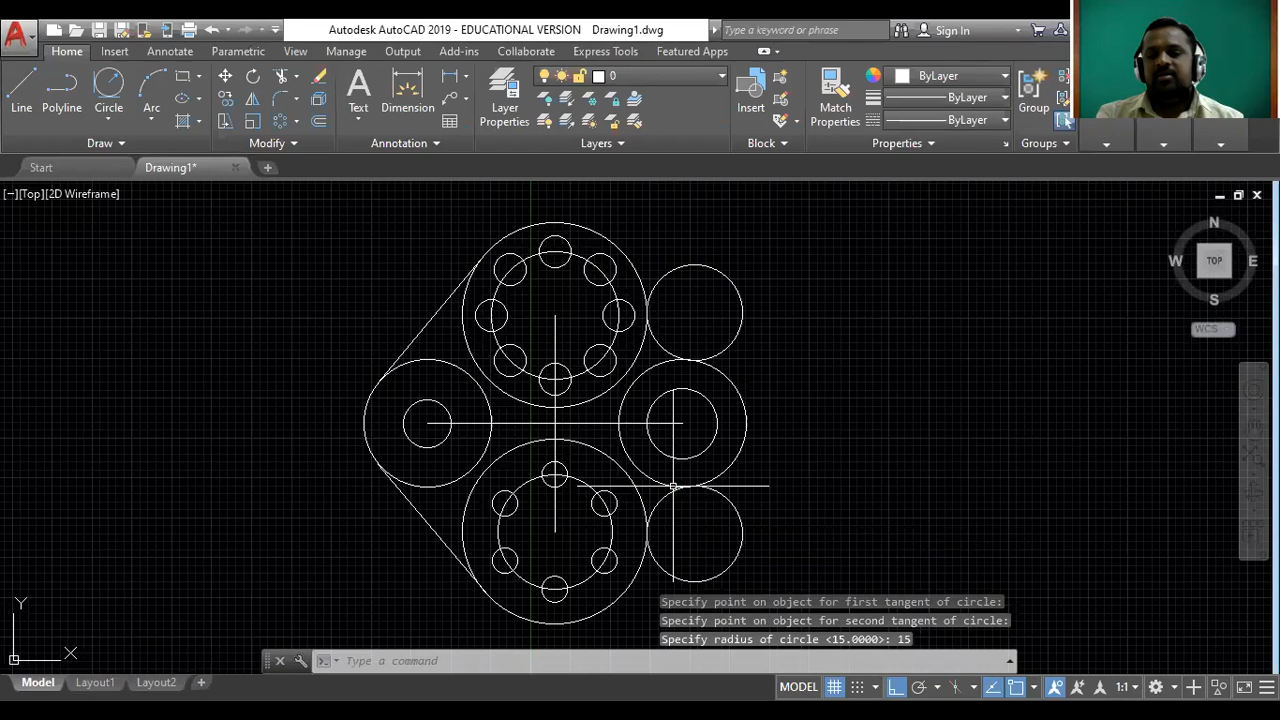 Autodesk AutoCAD 2019 - EDUCATIONAL VERSION Drawing1.dwg
Type a keyword or phrase
Sign In
Home Insert Annotate Parametric View Manage Output Add-ins Collaborate Express Tools Featured Apps
Line Polyline Circle Arc
Text Dimension
Layer Properties
0
Insert
Match Properties
ByLayer
ByLayer
ByLayer
Group
Draw Modify Annotation Layers Block Properties Groups
Start Drawing1*
[−][Top][2D Wireframe]
N
W TOP E
S
WCS
Y
X
Specify point on object for first tangent of circle:
Specify point on object for second tangent of circle:
Specify radius of circle <15.0000>: 15
Type a command
Model Layout1 Layout2
MODEL 1:1